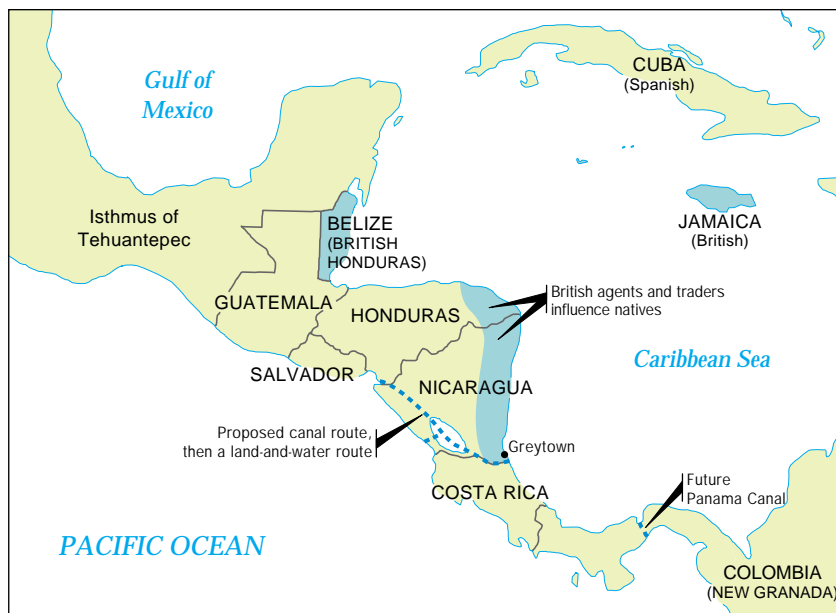 Gulf of
Mexico
CUBA
(Spanish)
Isthmus of
Tehuantepec
BELIZE
(BRITISH
HONDURAS)
JAMAICA
(British)
GUATEMALA
HONDURAS
British agents and traders
influence natives
SALVADOR
NICARAGUA
Caribbean Sea
Proposed canal route,
then a land-and-water route
Greytown
COSTA RICA
Future
Panama Canal
PACIFIC OCEAN
COLOMBIA
(NEW GRANADA)